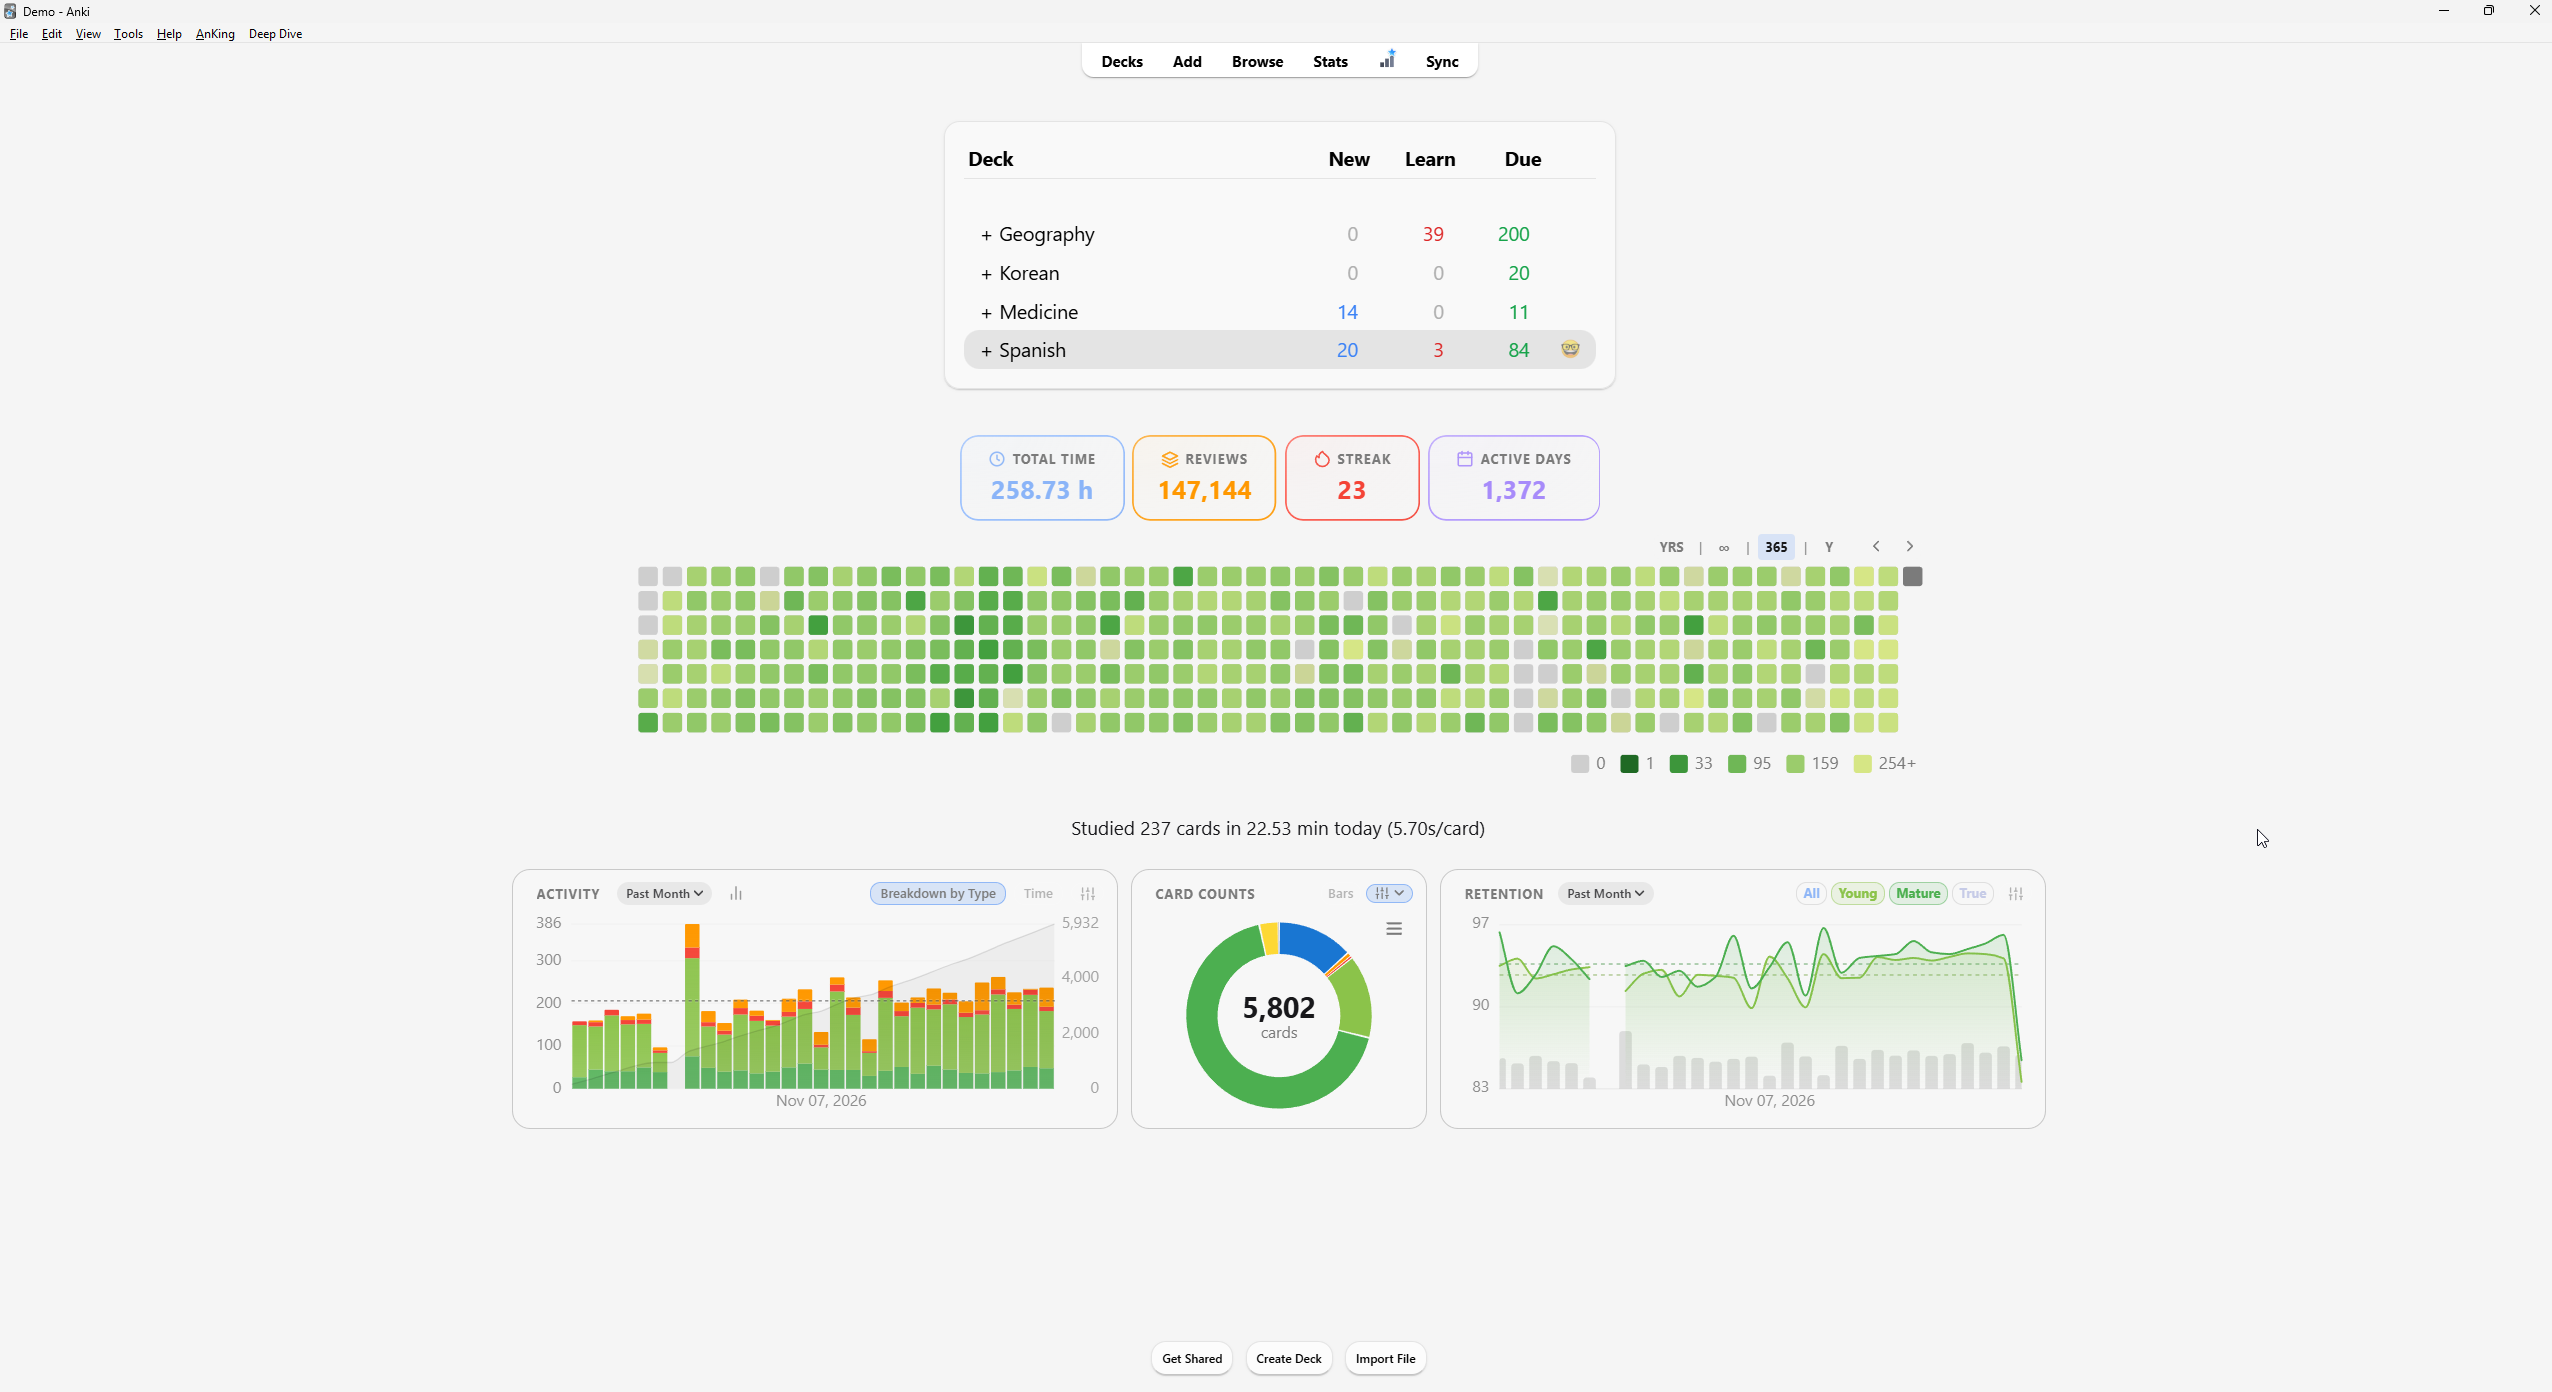 Demo - Anki
File Edit View Tools Help AnKing Deep Dive
Decks Add Browse Stats Sync
Deck New Learn Due
+ Geography 0 39 200
+ Korean 0 0 20
+ Medicine 14 0 11
+ Spanish 20 3 84
TOTAL TIME
258.73 h
REVIEWS
147,144
STREAK
23
ACTIVE DAYS
1,372
YRS | ∞ | 365 | Y
0 1 33 95 159 254+
Studied 237 cards in 22.53 min today (5.70s/card)
ACTIVITY Past Month Breakdown by Type Time
386 5,932
300
4,000
200
2,000
100
0 0
Nov 07, 2026
CARD COUNTS Bars
5,802
cards
RETENTION Past Month All Young Mature True
97
90
83
Nov 07, 2026
Get Shared Create Deck Import File